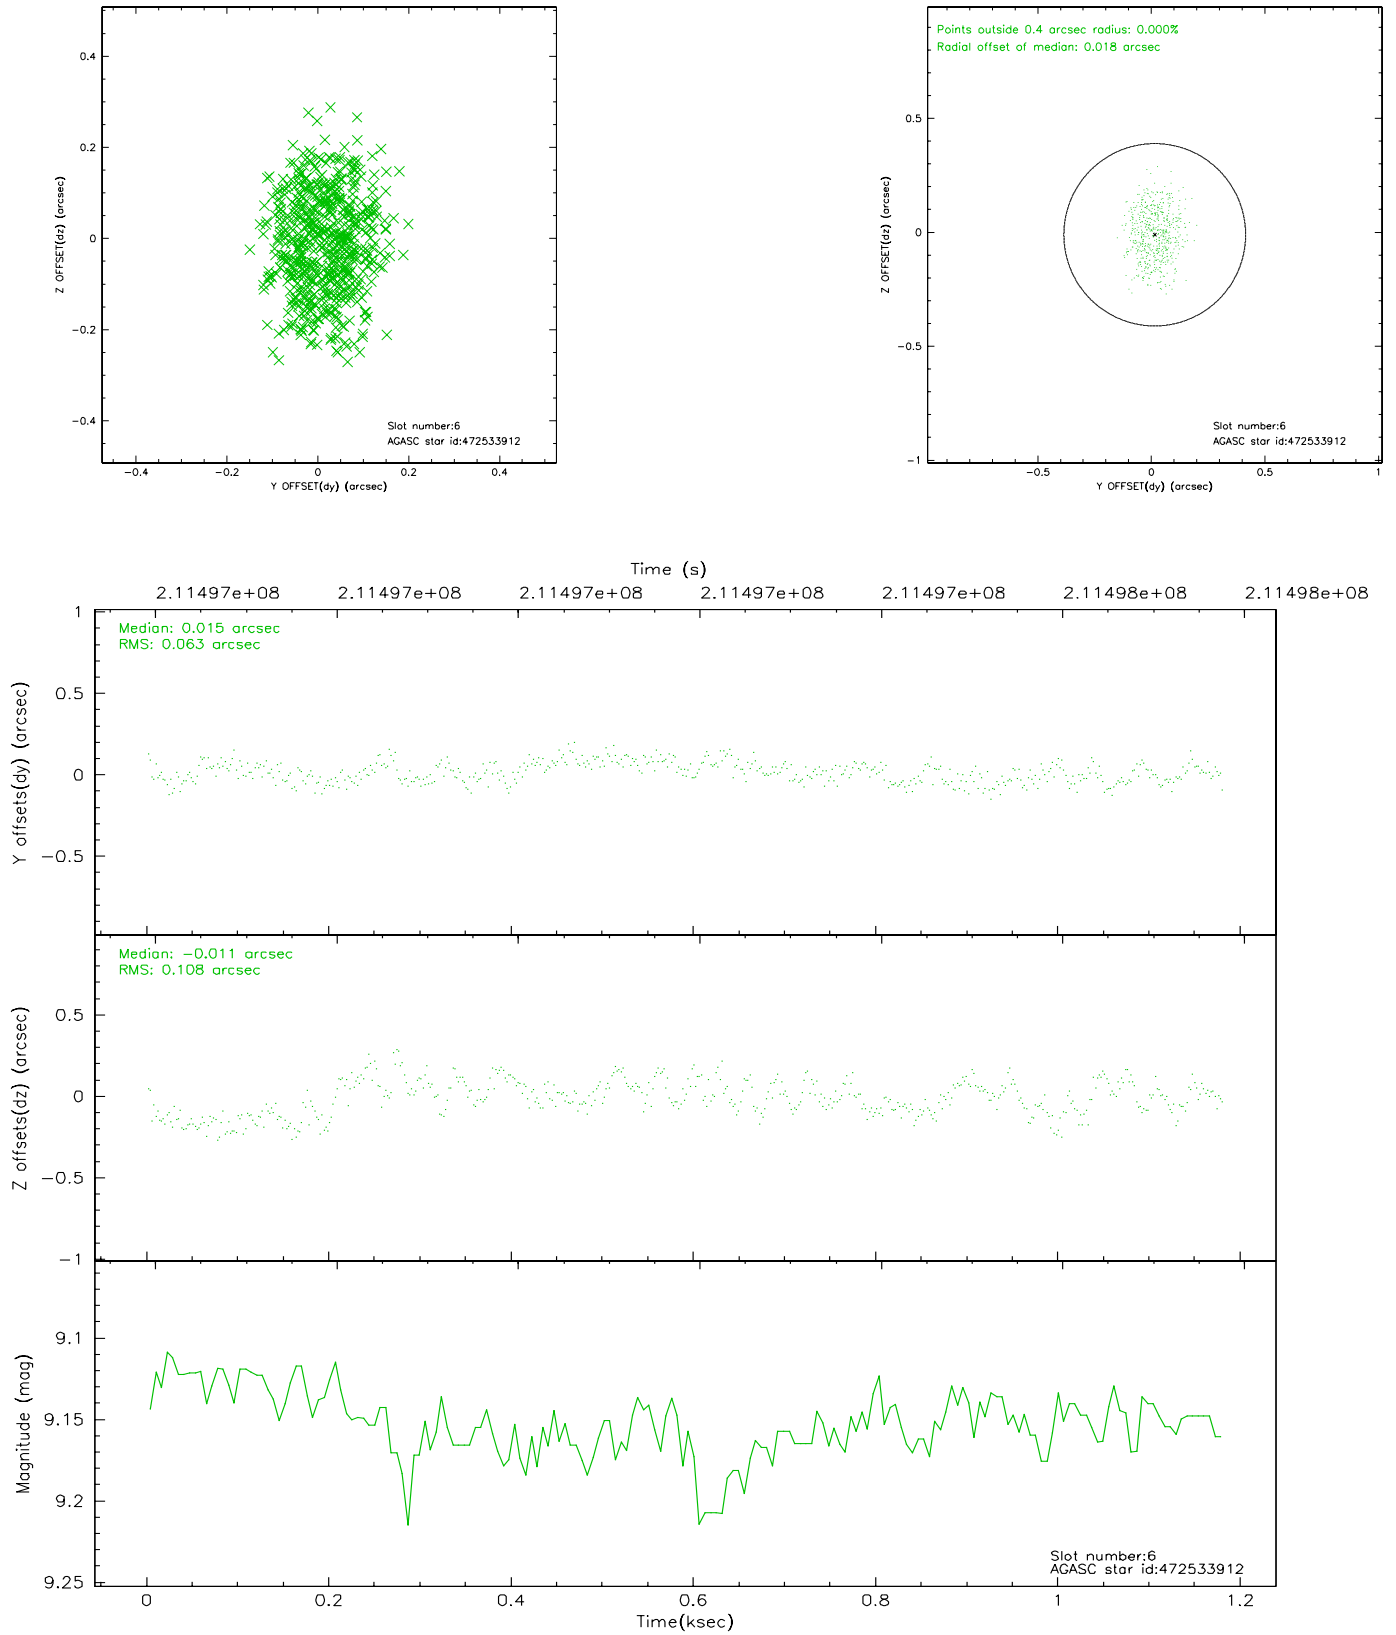 0.4
0.2
0
−0.2
−0.4
Z OFFSET(dz) (arcsec)
Slot number:6
AGASC star id:472533912
−0.4 −0.2 0 0.2 0.4
Y OFFSET(dy) (arcsec)
Points outside 0.4 arcsec radius: 0.000%
Radial offset of median: 0.018 arcsec
0.5
0
−0.5
−1
Z OFFSET(dz) (arcsec)
Slot number:6
AGASC star id:472533912
−0.5 0 0.5 1
Y OFFSET(dy) (arcsec)
Time (s)
2.11497e+08 2.11497e+08 2.11497e+08 2.11497e+08 2.11497e+08 2.11498e+08 2.11498e+08
1
0.5
0
−0.5
Y offsets(dy) (arcsec)
Median: 0.015 arcsec
RMS: 0.063 arcsec
0.5
0
−0.5
−1
Z offsets(dz) (arcsec)
Median: −0.011 arcsec
RMS: 0.108 arcsec
9.1
9.15
9.2
9.25
Magnitude (mag)
Slot number:6
AGASC star id:472533912
0 0.2 0.4 0.6 0.8 1 1.2
Time(ksec)